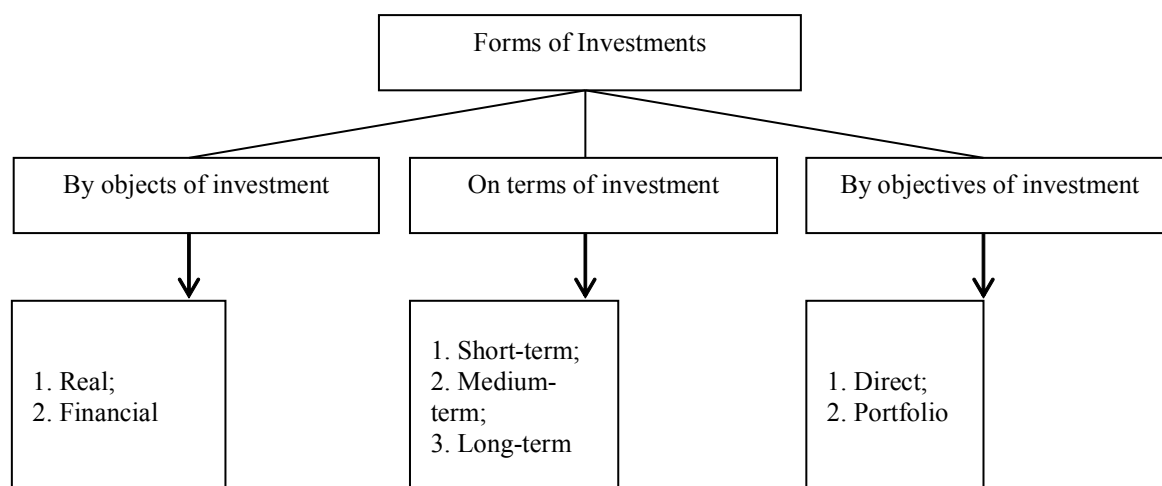 Forms of Investments
By objects of investment
On terms of investment
By objectives of investment
1. Real;
2. Financial
1. Short-term;
2. Medium-
term;
3. Long-term
1. Direct;
2. Portfolio